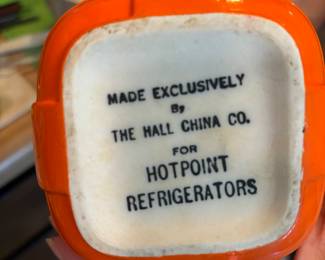 MADE EXCLUSIVELY
By
THE HALL CHINA CO.
FOR
HOTPOINT
REFRIGERATORS